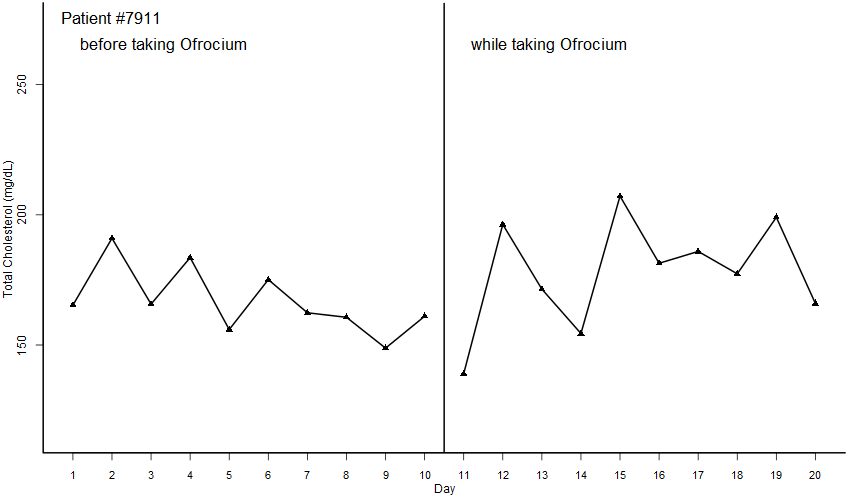 Patient #7911
before taking Ofrocium
while taking Ofrocium
Total Cholesterol (mg/dL)
250
200
150
1 2 3 4 5 6 7 8 9 10 11 12 13 14 15 16 17 18 19 20
Day